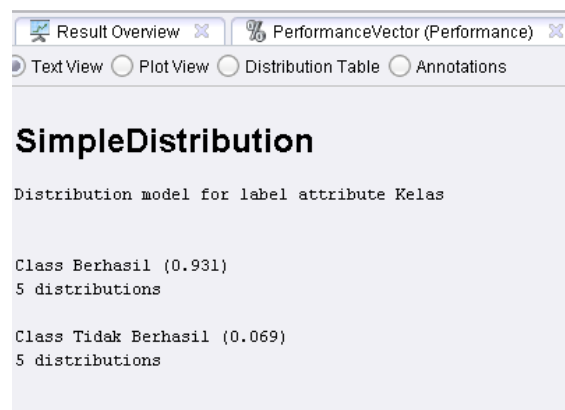 Result Overview PerformanceVector (Performance)
Text View Plot View Distribution Table Annotations
SimpleDistribution
Distribution model for label attribute Kelas
Class Berhasil (0.931)
5 distributions
Class Tidak Berhasil (0.069)
5 distributions